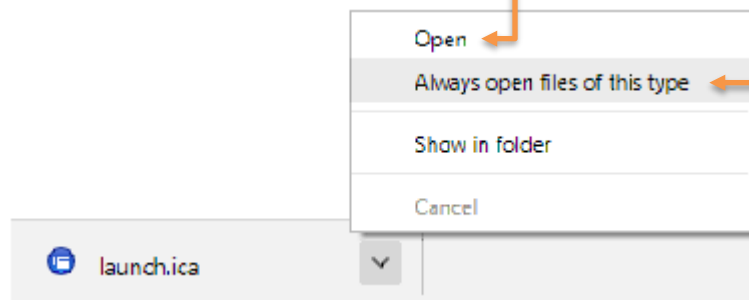 Open
Always open files of this type
Show in folder
Cancel
launch.ica